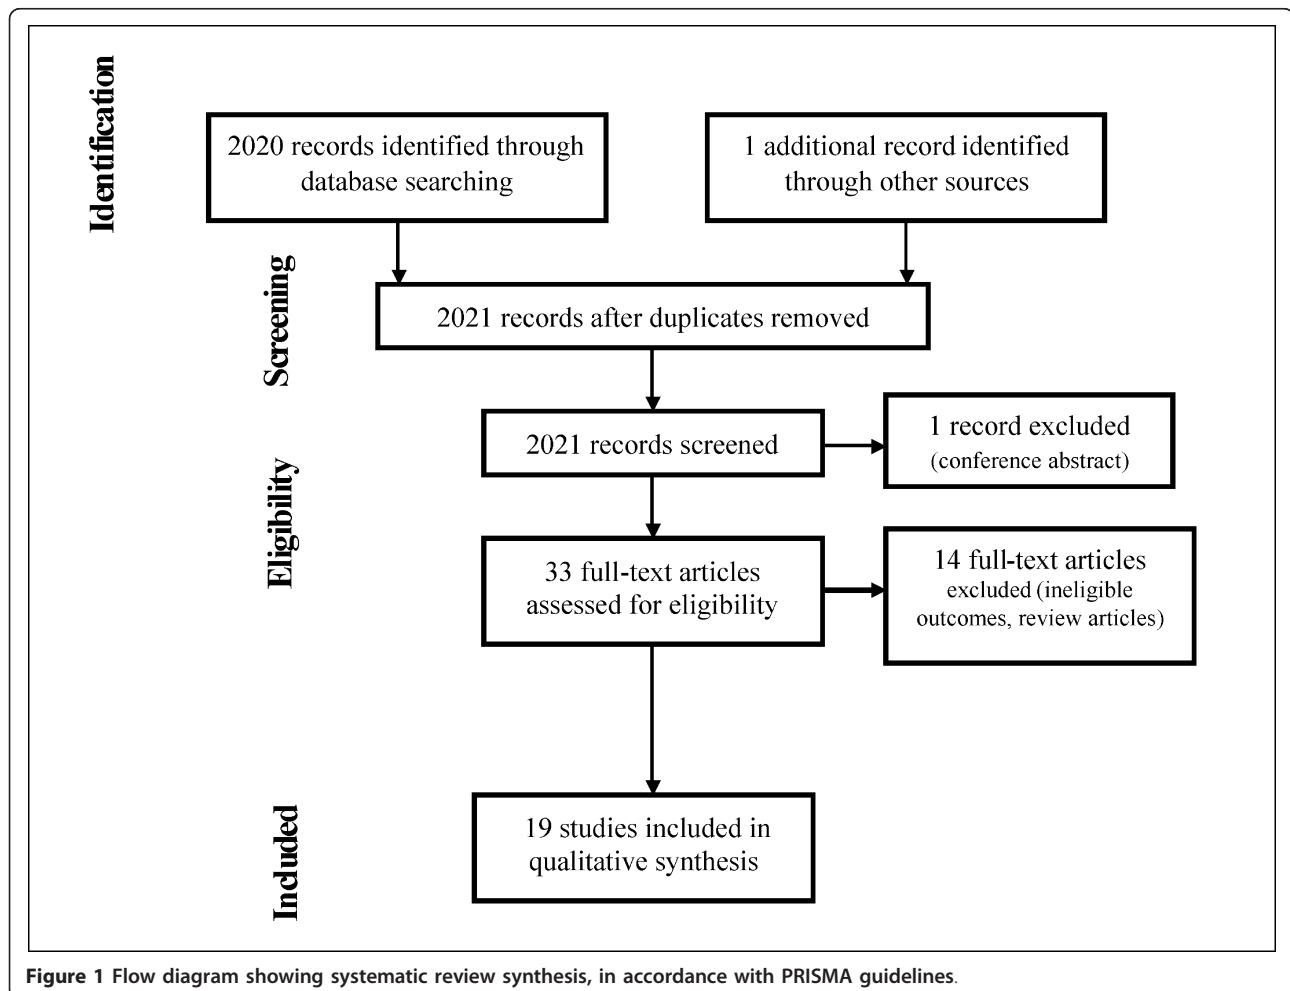 Identification
2020 records identified through
database searching
1 additional record identified
through other sources
Screening
2021 records after duplicates removed
2021 records screened
1 record excluded
(conference abstract)
Eligibility
33 full-text articles
assessed for eligibility
14 full-text articles
excluded (ineligible
outcomes, review articles)
Included
19 studies included in
qualitative synthesis
Figure 1 Flow diagram showing systematic review synthesis, in accordance with PRISMA guidelines.